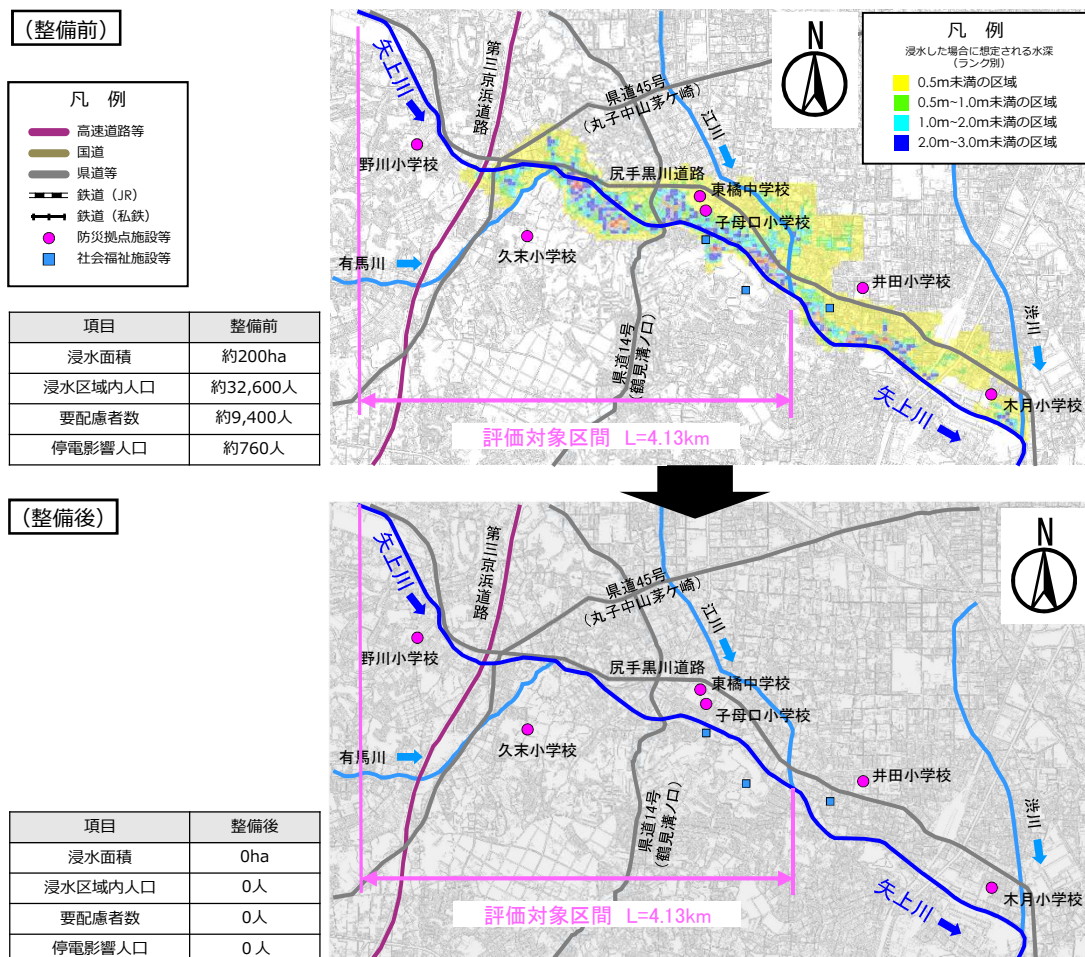 (整備前)
凡 例
高速道路等
国道
県道等
鉄道（JR）
鉄道（私鉄）
防災拠点施設等
社会福祉施設等
項目 整備前
浸水面積 約200ha
浸水区域内人口 約32,600人
要配慮者数 約9,400人
停電影響人口 約760人
凡 例
浸水した場合に想定される水深
（ランク別）
0.5m未満の区域
0.5m~1.0m未満の区域
1.0m~2.0m未満の区域
2.0m~3.0m未満の区域
N
矢上川
第三京浜道路
県道45号
（丸子中山茅ケ崎）
江川
野川小学校
尻手黒川道路
東橘中学校
子母口小学校
久末小学校
有馬川
井田小学校
渋川
県道14号
（鶴見溝ノ口）
木月小学校
矢上川
評価対象区間 L=4.13km
(整備後)
項目 整備後
浸水面積 0ha
浸水区域内人口 0人
要配慮者数 0人
停電影響人口 0人
N
矢上川
第三京浜道路
県道45号
（丸子中山茅ケ崎）
江川
野川小学校
尻手黒川道路
東橘中学校
子母口小学校
久末小学校
有馬川
井田小学校
渋川
県道14号
（鶴見溝ノ口）
木月小学校
矢上川
評価対象区間 L=4.13km